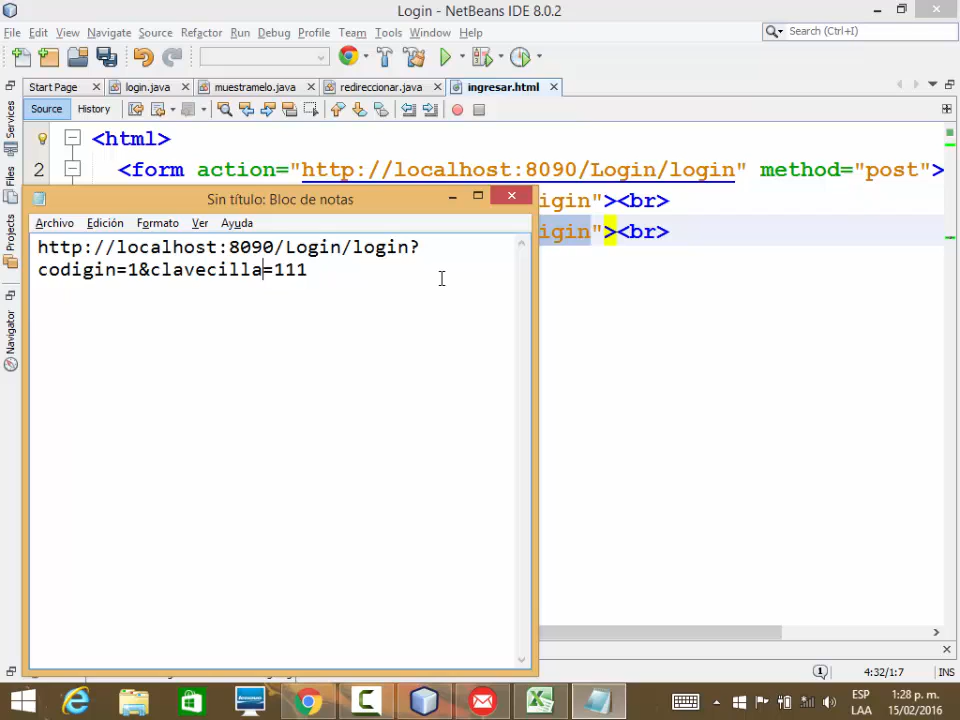 Login - NetBeans IDE 8.0.2
File Edit View Navigate Source Refactor Run Debug Profile Team Tools Window Help
Search (Ctrl+I)
Start Page login.java muestramelo.java redireccionar.java ingresar.html
Source History
Services
Files
Projects
Navigator
<html>
2 <form action="http://localhost:8090/Login/login" method="post">
igin"><br>
igin"><br>
Sin título: Bloc de notas
Archivo Edición Formato Ver Ayuda
http://localhost:8090/Login/login?
codigin=1&clavecilla=111
4:32/1:7 INS
ESP 1:28 p. m.
LAA 15/02/2016